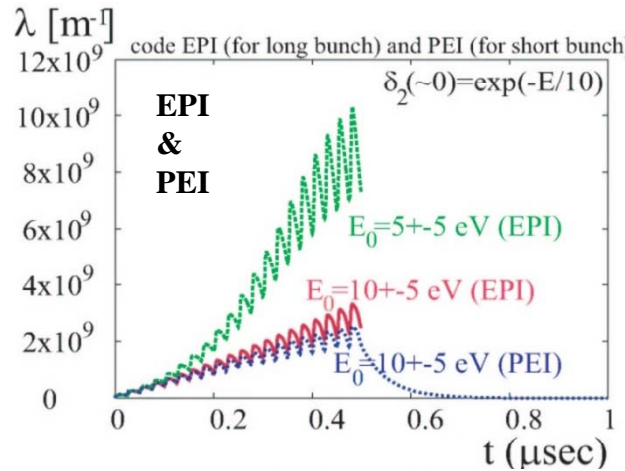 λ [m⁻¹]
code EPI (for long bunch) and PEI (for short bunch)
12x10⁹
δ₂(~0)=exp(-E/10)
EPI
&
PEI
10x10⁹
8x10⁹
6x10⁹
E₀=5+-5 eV (EPI)
4x10⁹
E₀=10+-5 eV (EPI)
2x10⁹
E₀=10+-5 eV (PEI)
0
0 0.2 0.4 0.6 0.8 1
t (μsec)